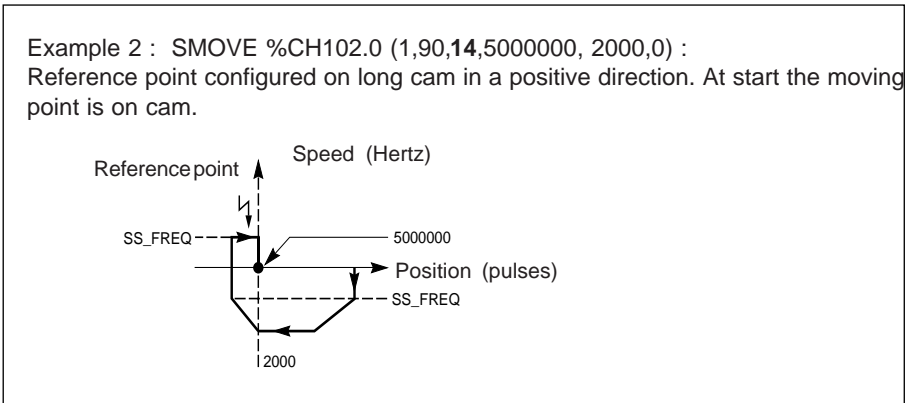 Example 2 : SMOVE %CH102.0 (1,90,14,5000000, 2000,0) :
Reference point configured on long cam in a positive direction. At start the moving
point is on cam.
Reference point
Speed (Hertz)
SS_FREQ
5000000
Position (pulses)
SS_FREQ
2000